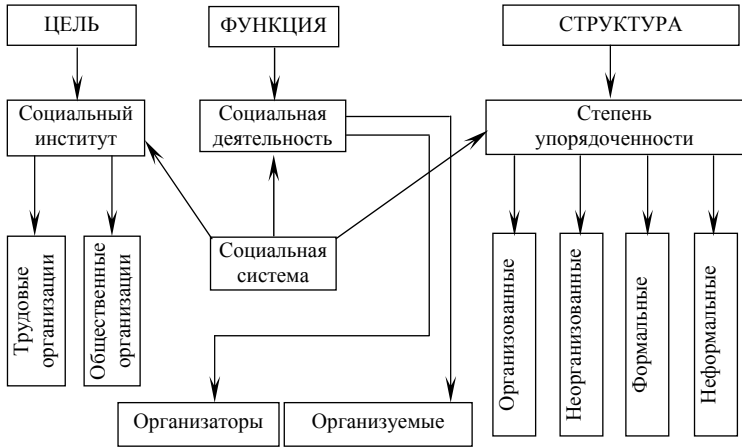 ЦЕЛЬ
ФУНКЦИЯ
СТРУКТУРА
Социальный
институт
Социальная
деятельность
Степень
упорядоченности
Социальная
система
Трудовые
организации
Общественные
организации
Организованные
Неорганизованные
Формальные
Неформальные
Организаторы
Организуемые